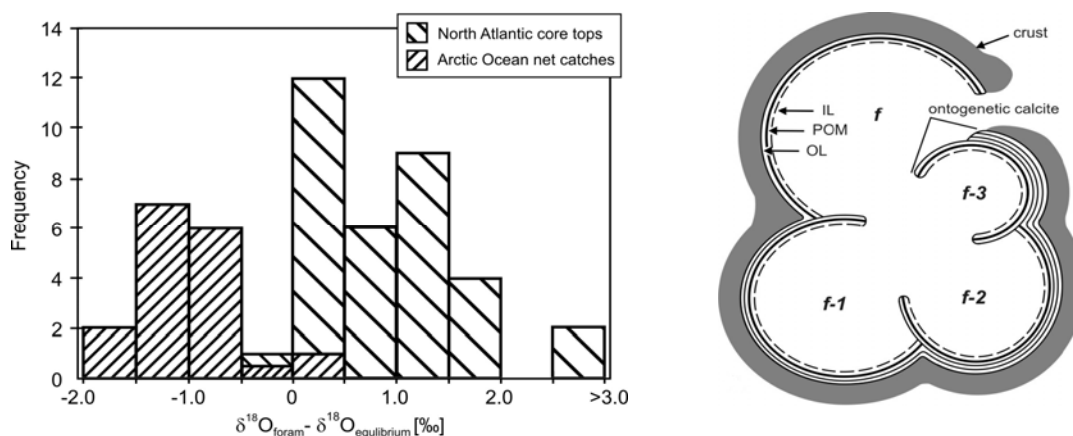 14
12
10
8
6
4
2
0
Frequency
North Atlantic core tops
Arctic Ocean net catches
-2.0 -1.0 0 1.0 2.0 >3.0
δ¹⁸Oforam- δ¹⁸Oequlibrium [‰]
crust
ontogenetic calcite
IL
POM
OL
f
f-3
f-1
f-2